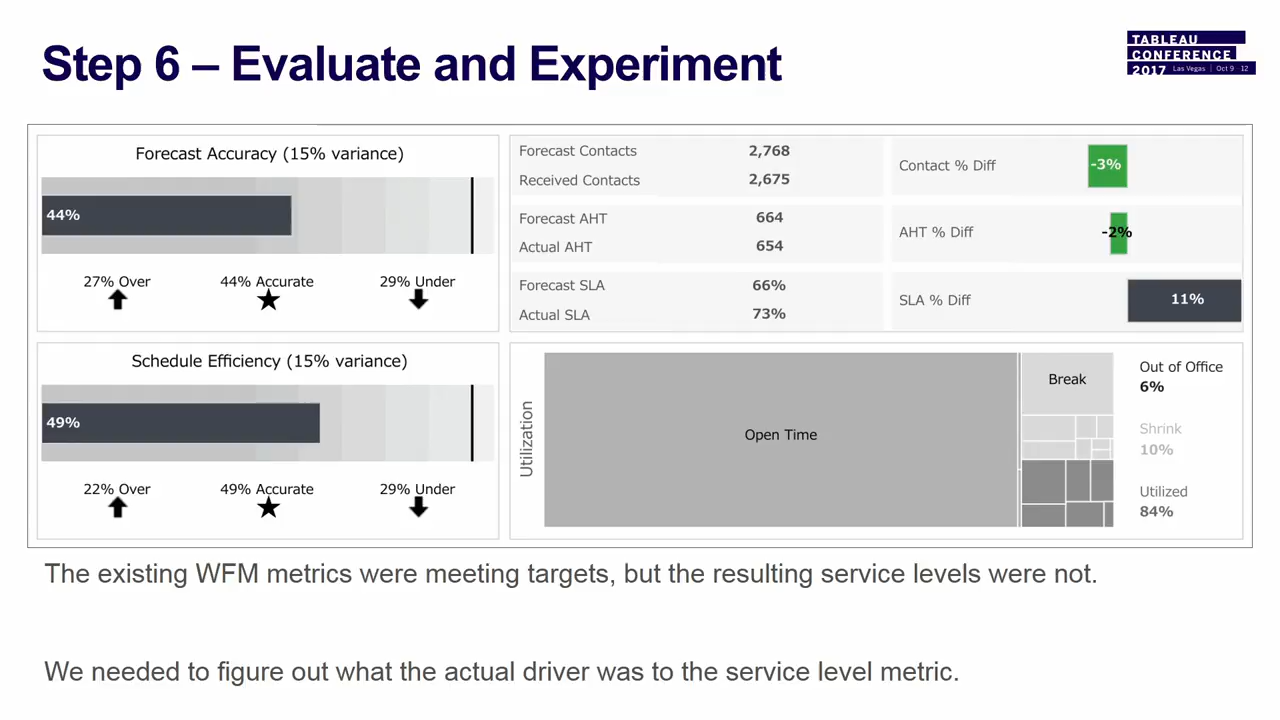 Step 6 – Evaluate and Experiment
TABLEAU
CONFERENCE
2017 Las Vegas | Oct 9 - 12
Forecast Accuracy (15% variance)
44%
27% Over
44% Accurate
29% Under
Forecast Contacts 2,768
Received Contacts 2,675
Contact % Diff -3%
Forecast AHT 664
Actual AHT 654
AHT % Diff -2%
Forecast SLA 66%
Actual SLA 73%
SLA % Diff 11%
Schedule Efficiency (15% variance)
49%
22% Over
49% Accurate
29% Under
Utilization
Open Time
Break
Out of Office
6%
Shrink
10%
Utilized
84%
The existing WFM metrics were meeting targets, but the resulting service levels were not.
We needed to figure out what the actual driver was to the service level metric.